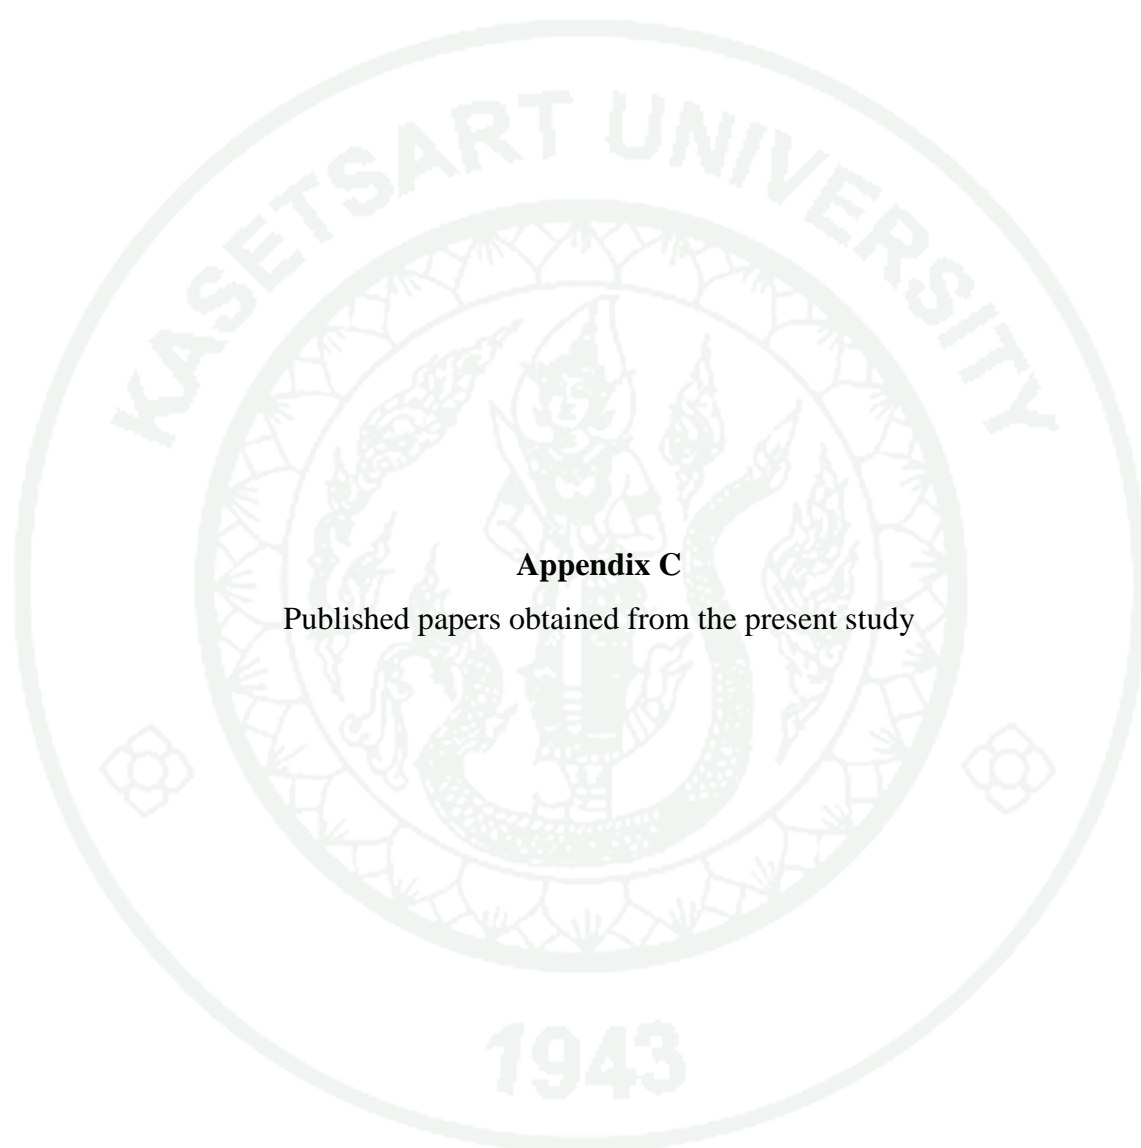 KASETSART UNIVERSITY
Appendix C
Published papers obtained from the present study
1943